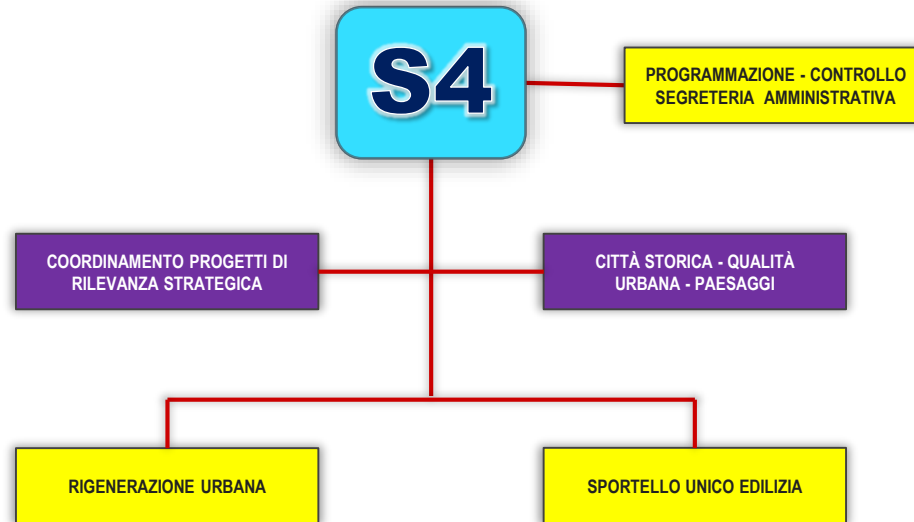 S4
PROGRAMMAZIONE - CONTROLLO
SEGRETERIA AMMINISTRATIVA
COORDINAMENTO PROGETTI DI
RILEVANZA STRATEGICA
CITTÀ STORICA - QUALITÀ
URBANA - PAESAGGI
RIGENERAZIONE URBANA
SPORTELLO UNICO EDILIZIA